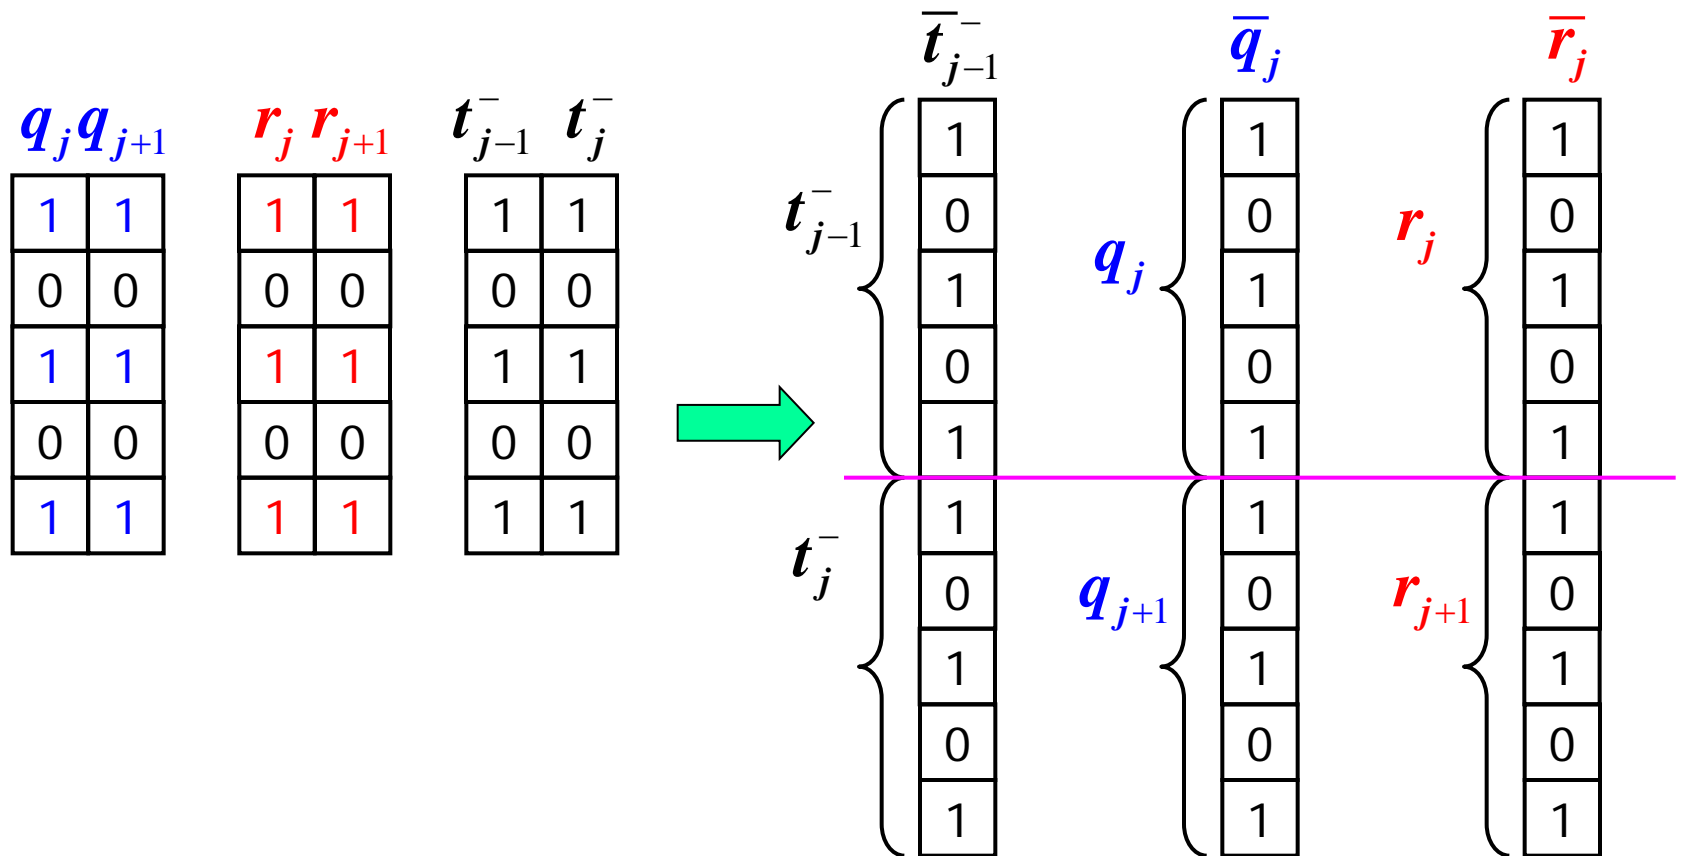 q_j q_{j+1} r_j r_{j+1} t^-_{j−1} t^-_j
1 1 1 1 1 1
0 0 0 0 0 0
1 1 1 1 1 1
0 0 0 0 0 0
1 1 1 1 1 1
\overline{t}^-_{j−1} \overline{q}_j \overline{r}_j
t^-_{j−1} q_j r_j
1 1 1
0 0 0
1 1 1
0 0 0
1 1 1
t^-_j q_{j+1} r_{j+1}
1 1 1
0 0 0
1 1 1
0 0 0
1 1 1